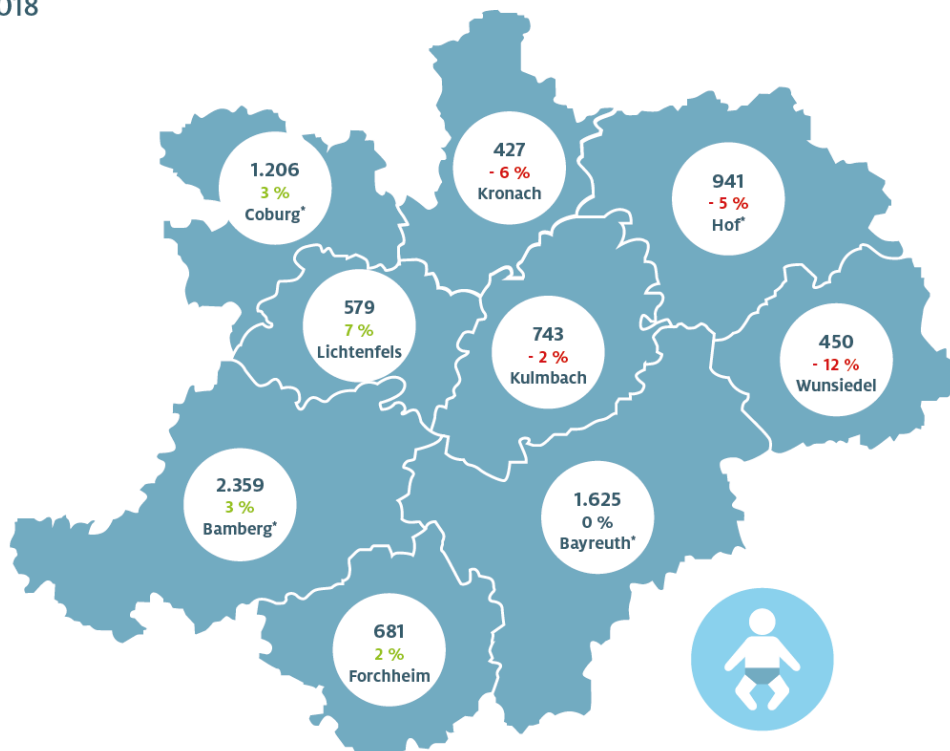 2018
427
- 6 %
Kronach
1.206
3 %
Coburg*
941
- 5 %
Hof*
579
7 %
Lichtenfels
743
- 2 %
Kulmbach
450
- 12 %
Wunsiedel
2.359
3 %
Bamberg*
1.625
0 %
Bayreuth*
681
2 %
Forchheim